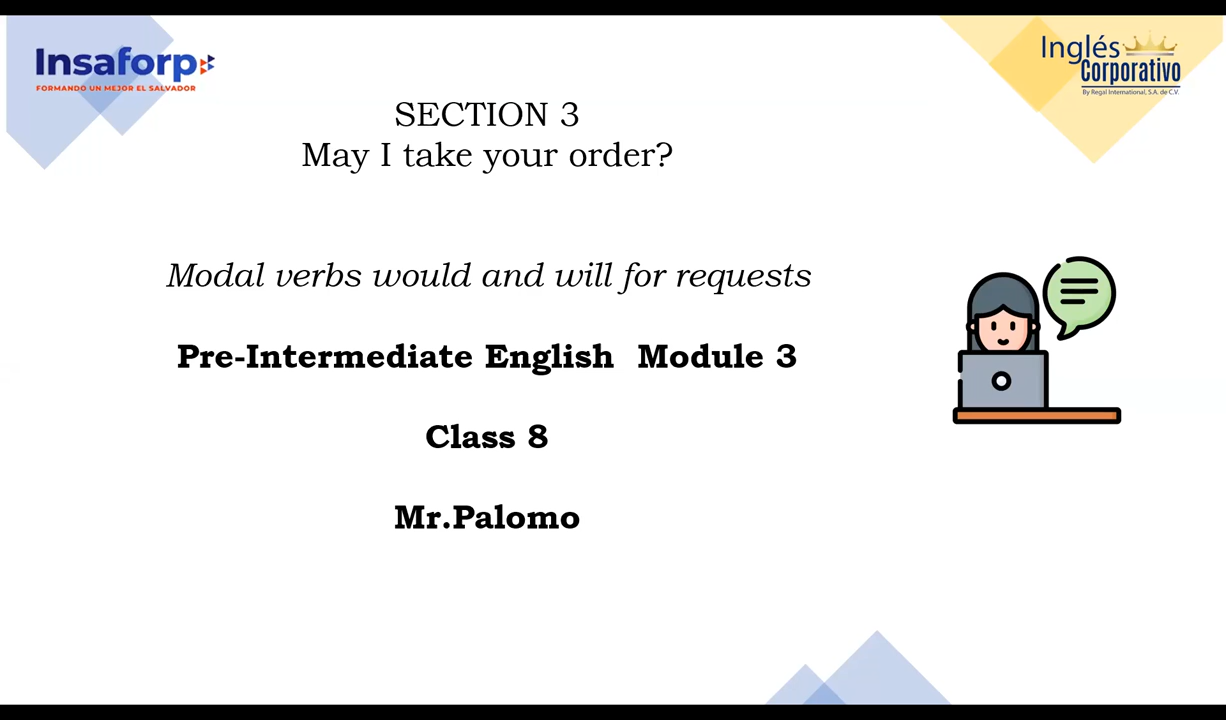 Insaforp
FORMANDO UN MEJOR EL SALVADOR
Inglés
Corporativo
By Regal International, S.A. de C.V.
SECTION 3
May I take your order?
Modal verbs would and will for requests
Pre-Intermediate English Module 3
Class 8
Mr.Palomo